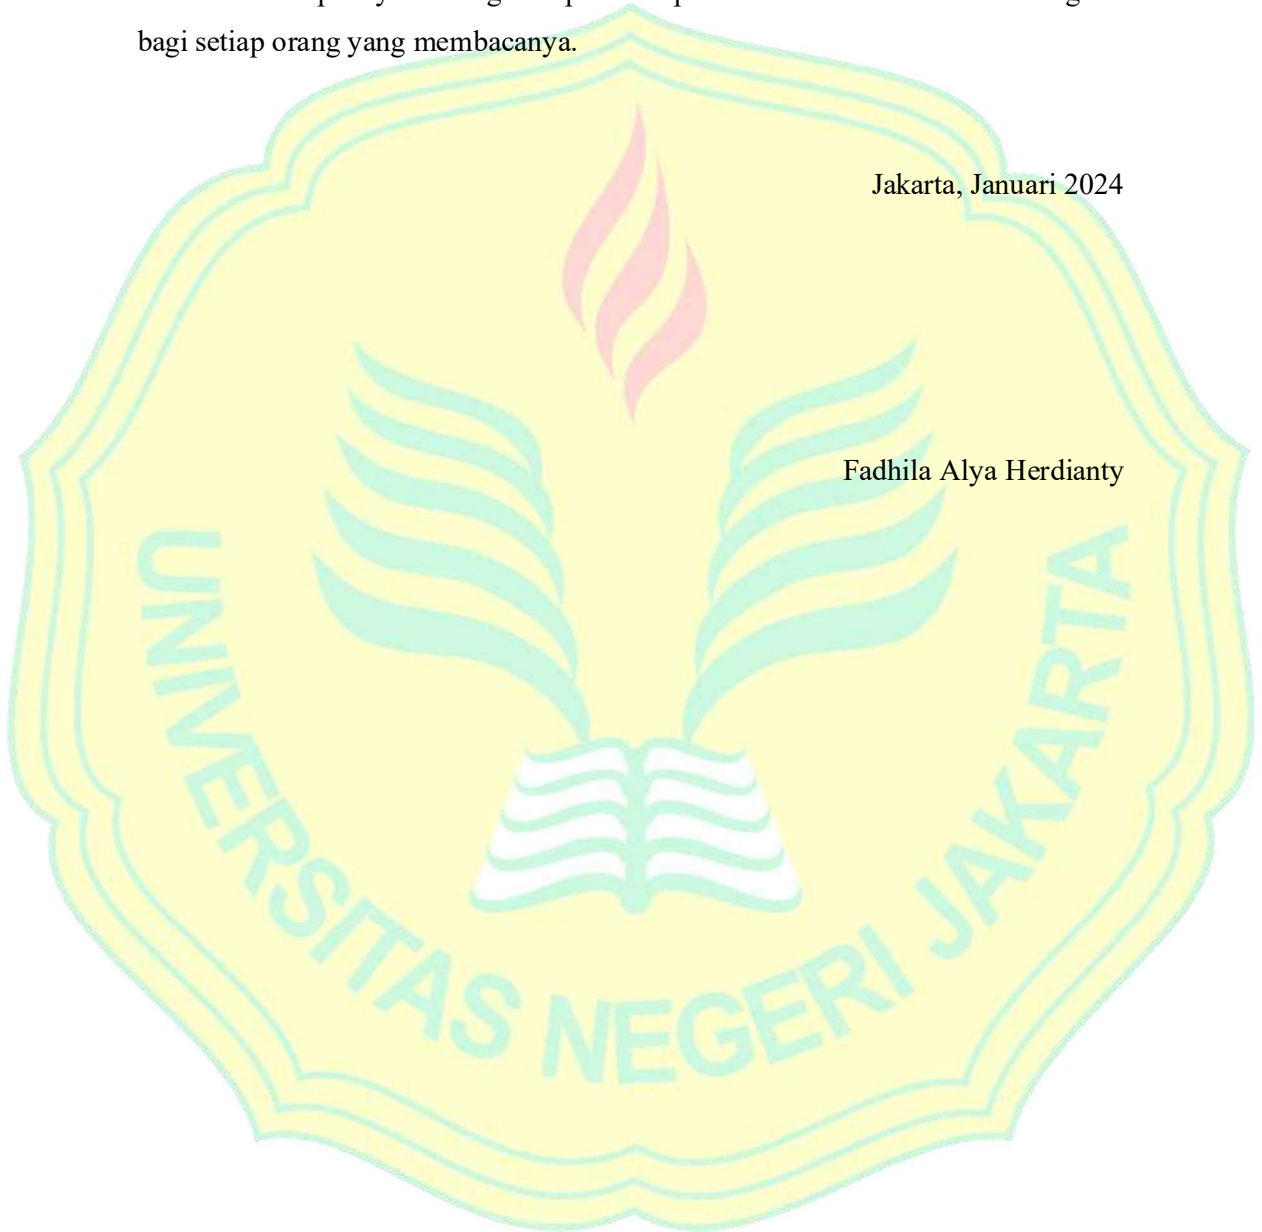 bagi setiap orang yang membacanya.
Jakarta, Januari 2024
Fadhila Alya Herdianty
UNIVERSITAS NEGERI JAKARTA